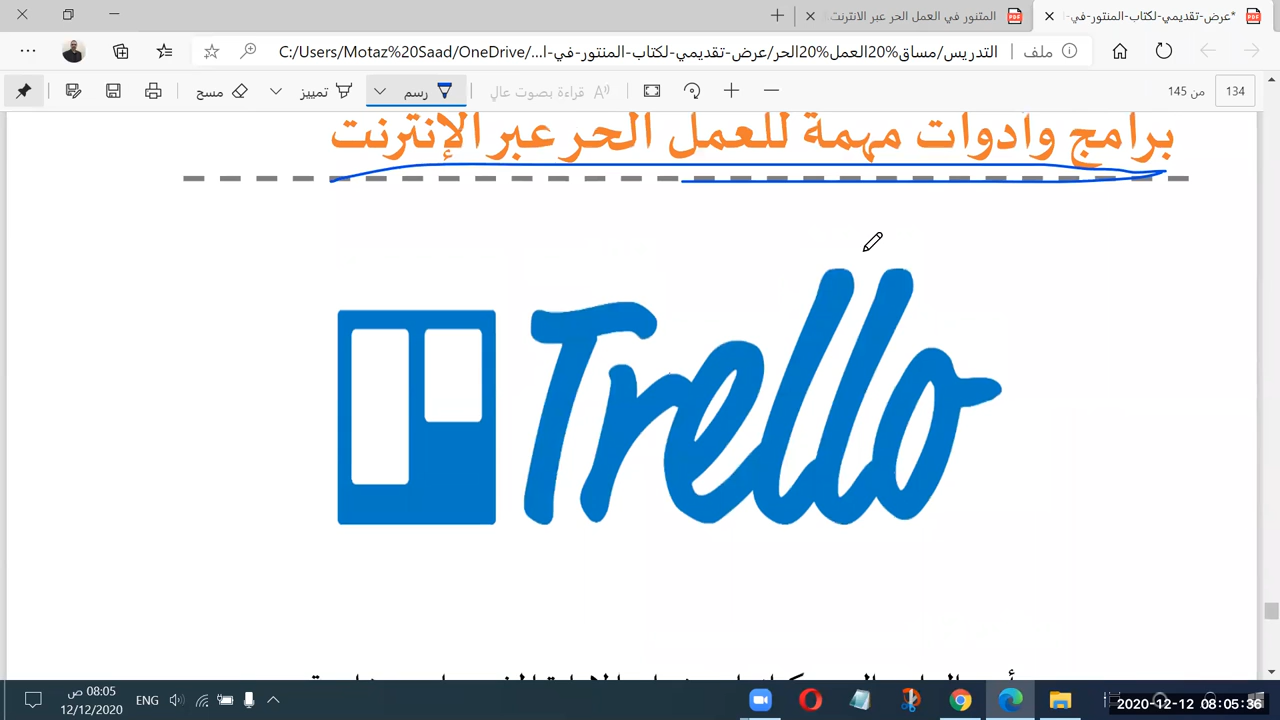 *عرض-تقديمي-لكتاب-المنتور-في-ا
المنتور في العمل الحر عبر الانترنت
ملف
C:/Users/Motaz%20Saad/OneDrive/التدريس/مساق%20العمل%20الحر/عرض-تقديمي-لكتاب-المنتور-في-ا...
134
من 145
قراءة بصوت عال
رسم
تمييز
مسح
برامج وادوات مهمة للعمل الحر عبر الإنترنت
Trello
ENG
08:05 ص
12/12/2020
2020-12-12 08:05:36